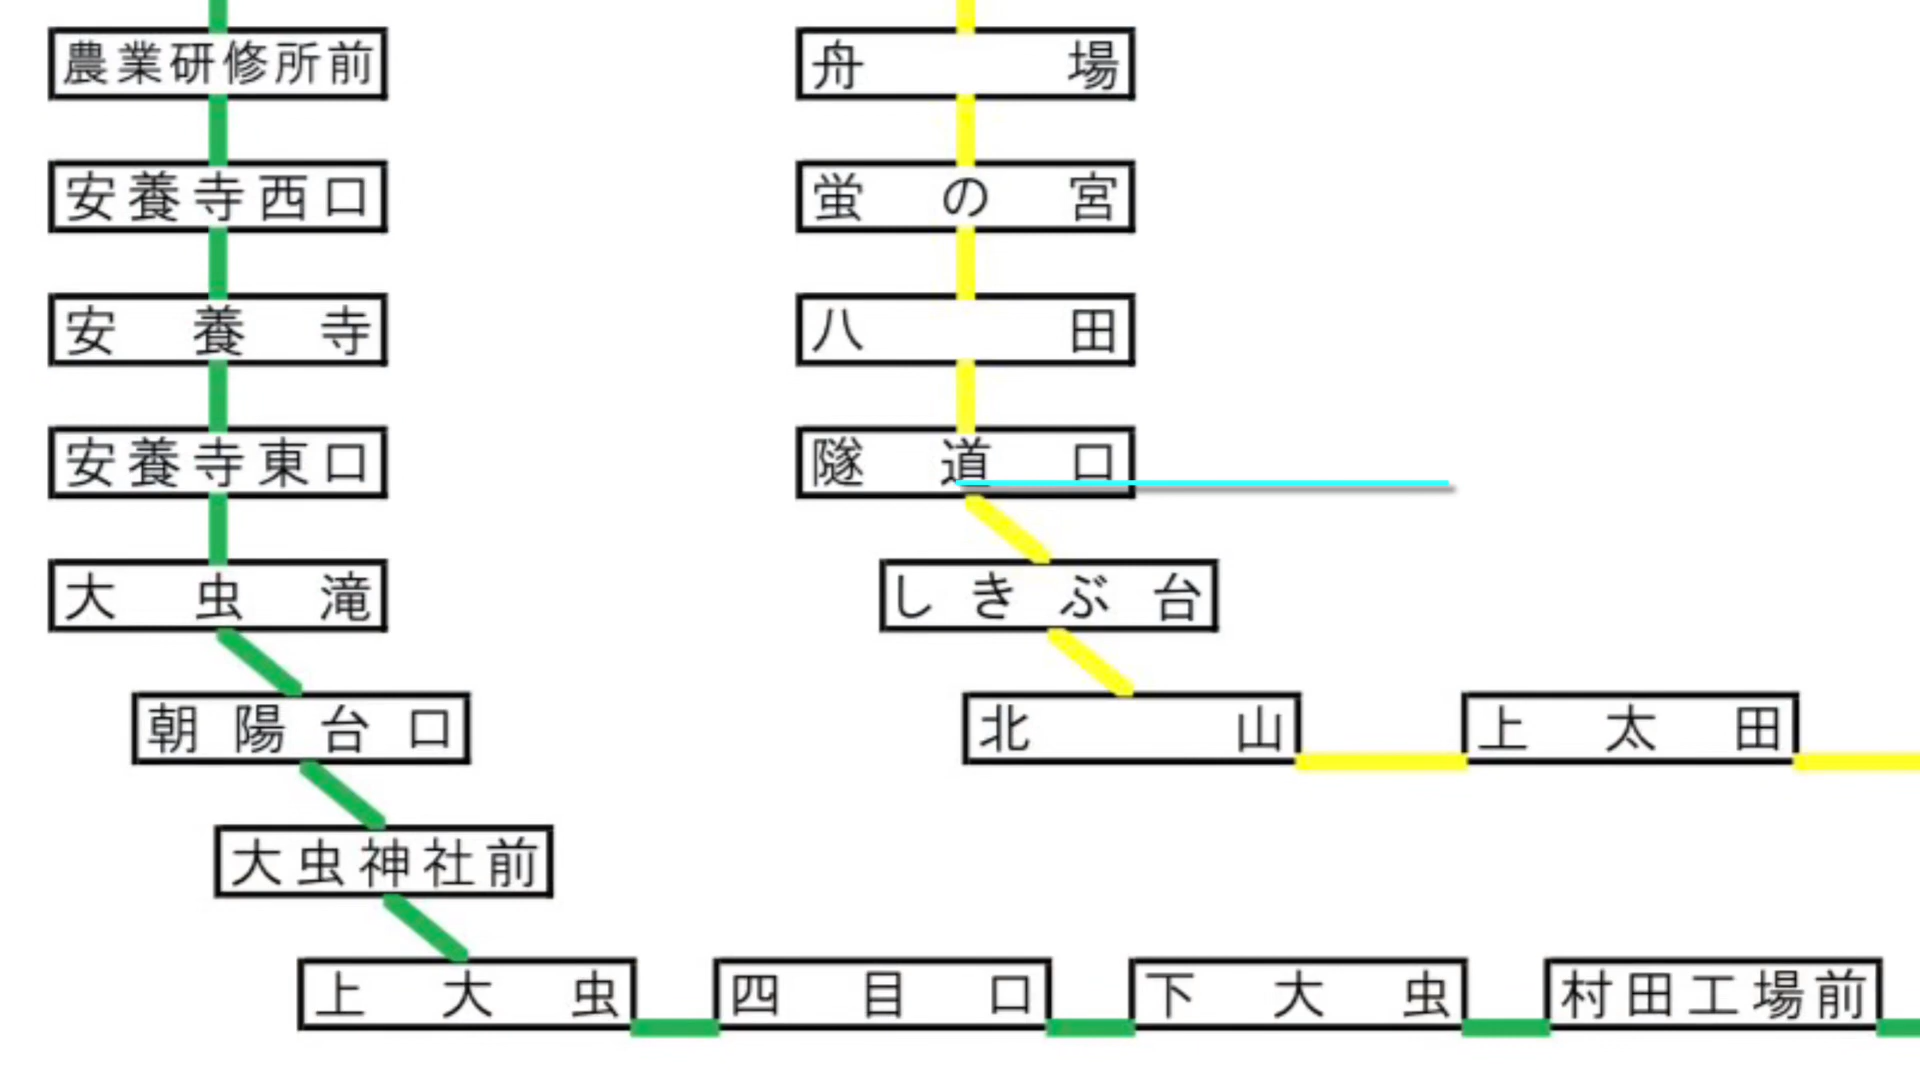 農業研修所前
安養寺西口
安養寺
安養寺東口
大虫滝
朝陽台口
大虫神社前
上大虫
四目口
下大虫
村田工場前
舟場
蛍の宮
八田
隧道口
しきぶ台
北山
上太田